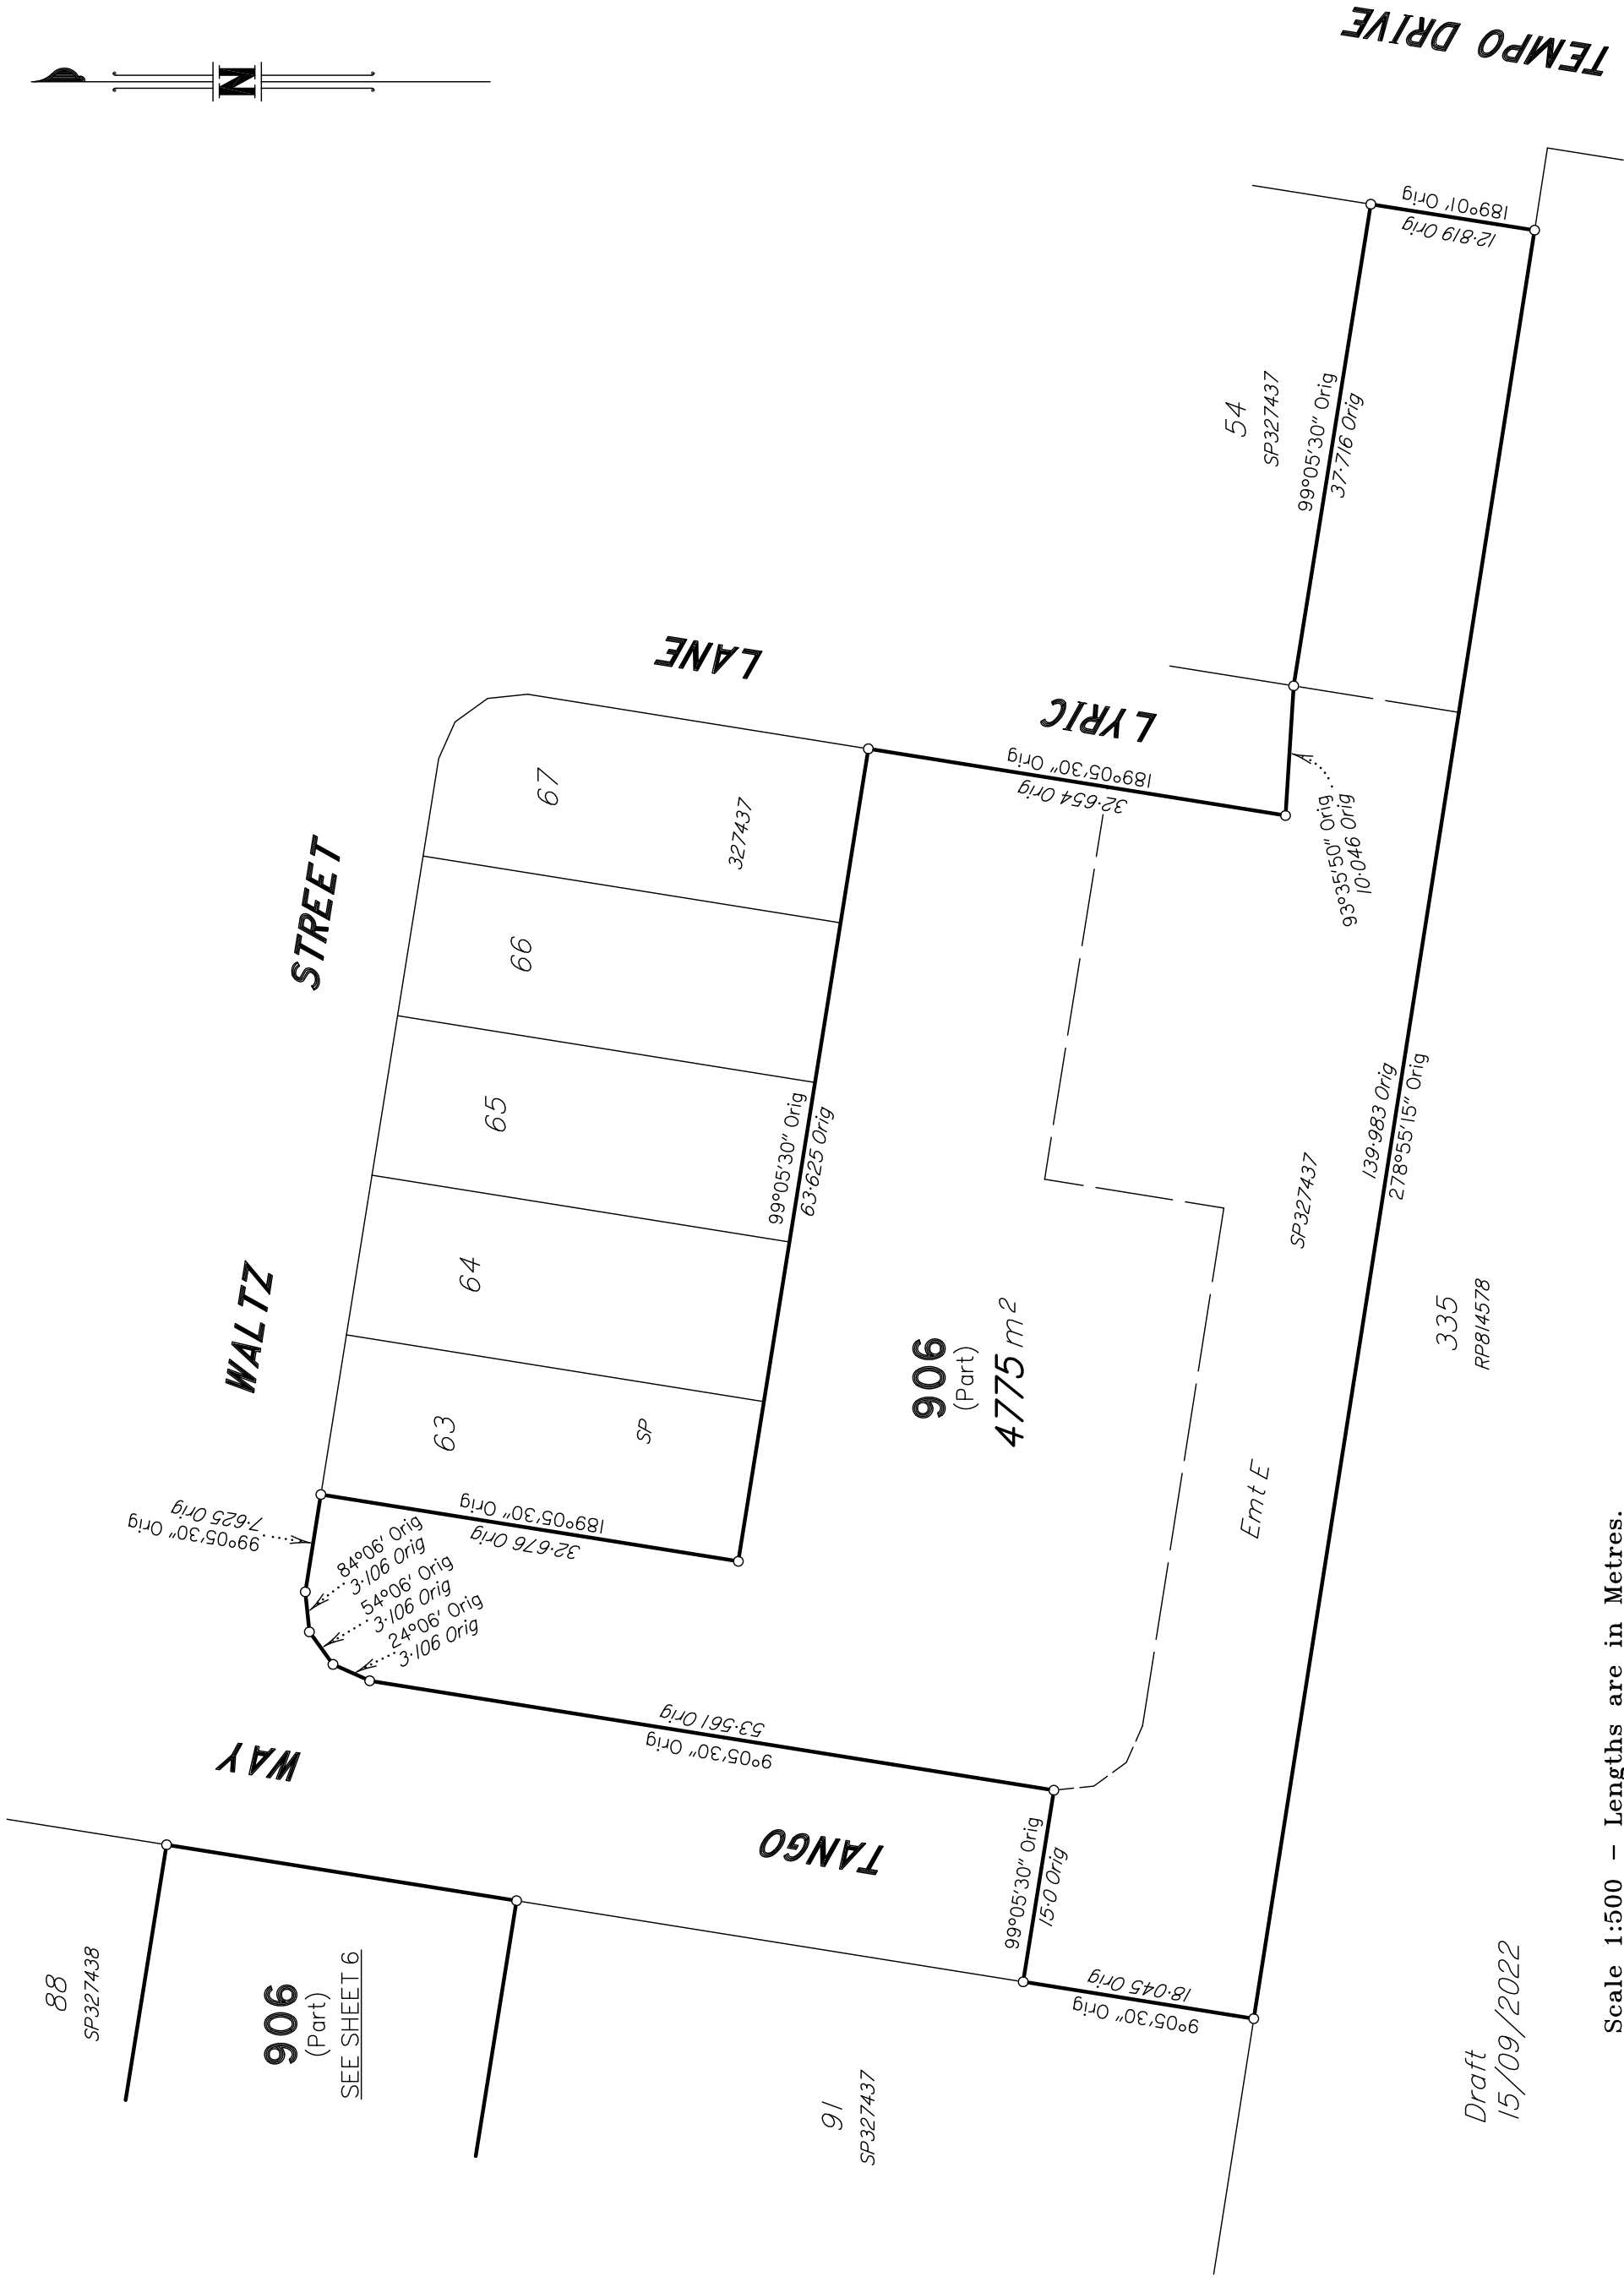 N
TEMPO DRIVE
189°01' Orig
12·819 Orig
54
SP327437
99°05'30" Orig
37·716 Orig
LYRIC
LANE
189°05'30" Orig
32·654 Orig
93°35'50" Orig
10·046 Orig
WALTZ
STREET
63
64
65
66
67
SP
327437
99°05'30" Orig
63·625 Orig
99°05'30" Orig
7·625 Orig
189°05'30" Orig
32·676 Orig
84°06' Orig
3·106 Orig
54°06' Orig
3·106 Orig
24°06' Orig
3·106 Orig
906
(Part)
4775 m²
53·561 Orig
9°05'30" Orig
TANGO
WAY
99°05'30" Orig
15·0 Orig
18·045 Orig
9°05'30" Orig
Emt E
SP327437
139·983 Orig
278°55'15" Orig
335
RP814578
88
SP327438
906
(Part)
SEE SHEET 6
91
SP327437
Draft
15/09/2022
Scale 1:500 – Lengths are in Metres.